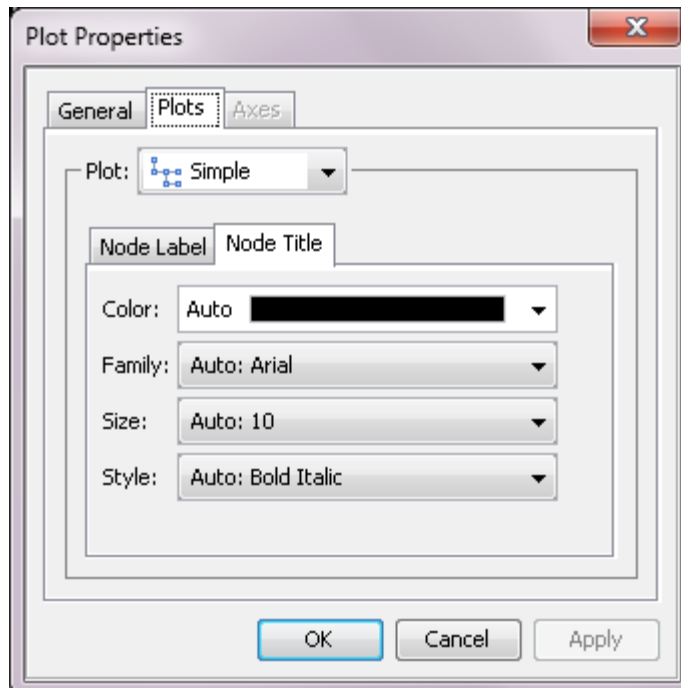 Plot Properties
General Plots Axes
Plot: Simple
Node Label Node Title
Color: Auto
Family: Auto: Arial
Size: Auto: 10
Style: Auto: Bold Italic
OK Cancel Apply